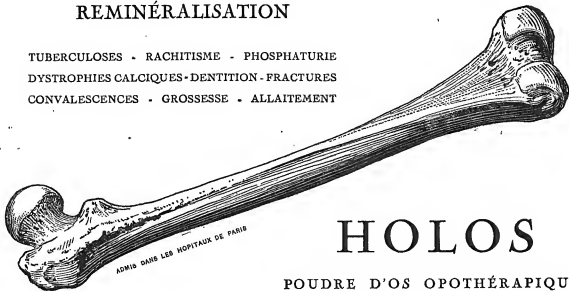 REMINÉRALISATION
TUBERCULOSES - RACHITISME - PHOSPHATURIE
DYSTROPHIES CALCIQUES - DENTITION - FRACTURES
CONVALESCENCES - GROSSESSE - ALLAITEMENT
ADMIS DANS LES HOPITAUX DE PARIS
HOLOS
POUDRE D'OS OPOTHÉRAPIQU